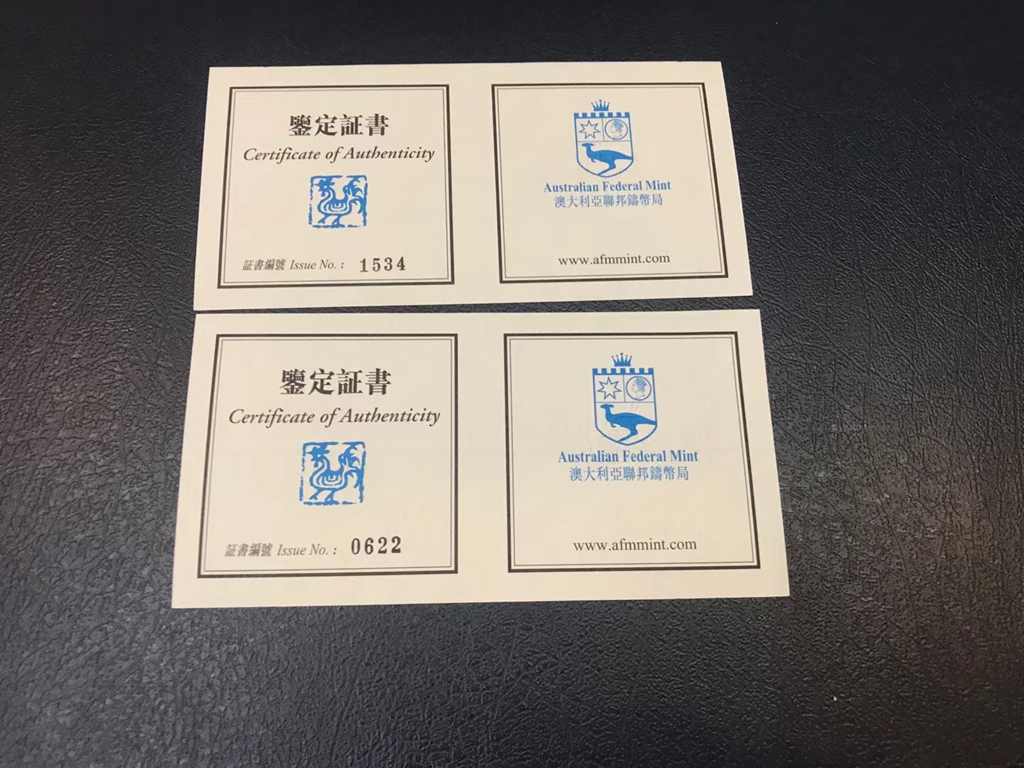 鑒定証書
Certificate of Authenticity
証書編號 Issue No. : 1534
Australian Federal Mint
澳大利亞聯邦鑄幣局
www.afmmint.com
鑒定証書
Certificate of Authenticity
証書編號 Issue No. : 0622
Australian Federal Mint
澳大利亞聯邦鑄幣局
www.afmmint.com